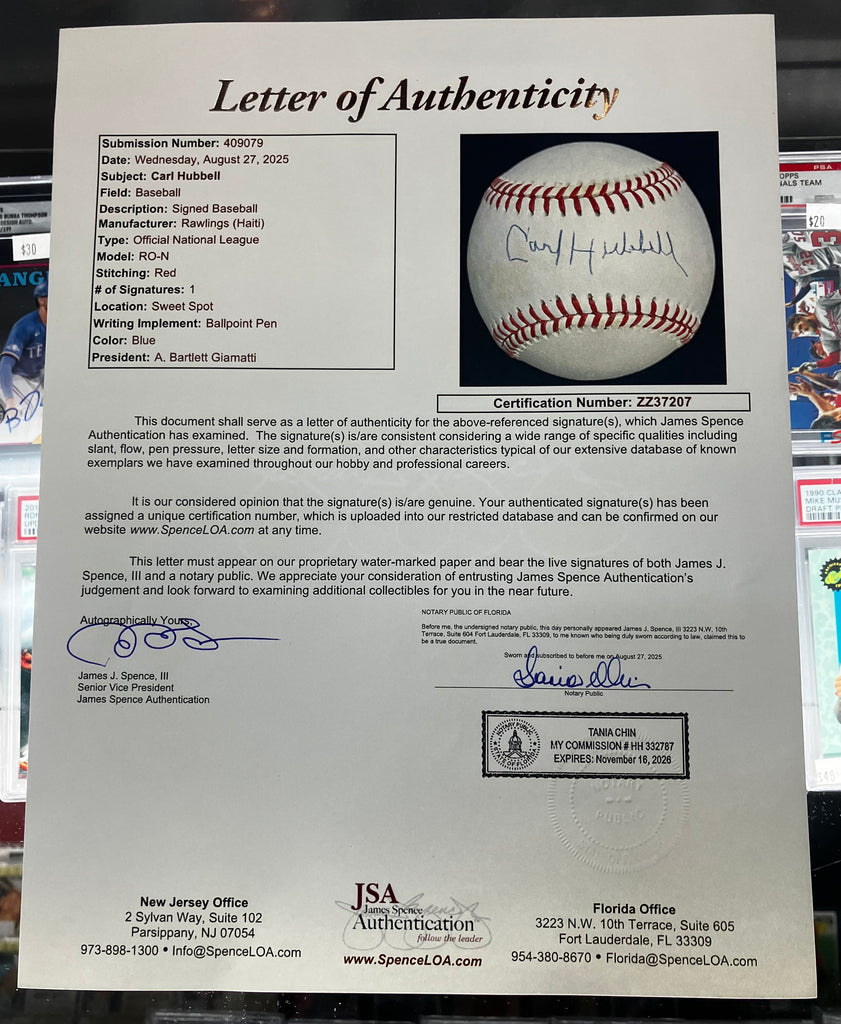 Letter of Authenticity
Submission Number: 409079
Date: Wednesday, August 27, 2025
Subject: Carl Hubbell
Field: Baseball
Description: Signed Baseball
Manufacturer: Rawlings (Haiti)
Type: Official National League
Model: RO-N
Stitching: Red
# of Signatures: 1
Location: Sweet Spot
Writing Implement: Ballpoint Pen
Color: Blue
President: A. Bartlett Giamatti
Carl Hubbell
Certification Number: ZZ37207
This document shall serve as a letter of authenticity for the above-referenced signature(s), which James Spence
Authentication has examined. The signature(s) is/are consistent considering a wide range of specific qualities including
slant, flow, pen pressure, letter size and formation, and other characteristics typical of our extensive database of known
exemplars we have examined throughout our hobby and professional careers.
It is our considered opinion that the signature(s) is/are genuine. Your authenticated signature(s) has been
assigned a unique certification number, which is uploaded into our restricted database and can be confirmed on our
website www.SpenceLOA.com at any time.
This letter must appear on our proprietary water-marked paper and bear the live signatures of both James J.
Spence, III and a notary public. We appreciate your consideration of entrusting James Spence Authentication's
judgement and look forward to examining additional collectibles for you in the near future.
Autographically Yours,
James J. Spence, III
Senior Vice President
James Spence Authentication
NOTARY PUBLIC OF FLORIDA
Before me, the undersigned notary public, this day personally appeared James J. Spence, III 3223 N.W. 10th
Terrace, Suite 604 Fort Lauderdale, FL 33309, to me known who being duly sworn according to law, claimed this to
be a true document.
Sworn and subscribed to before me on August 27, 2025
Notary Public
NOTARY PUBLIC
STATE OF FLORIDA
TANIA CHIN
MY COMMISSION # HH 332787
EXPIRES: November 16, 2026
NOTARY
PUBLIC
New Jersey Office
2 Sylvan Way, Suite 102
Parsippany, NJ 07054
973-898-1300 • Info@SpenceLOA.com
JSA
James Spence
Authentication
follow the leader
www.SpenceLOA.com
Florida Office
3223 N.W. 10th Terrace, Suite 605
Fort Lauderdale, FL 33309
954-380-8670 • Florida@SpenceLOA.com
BUBBA THOMPSON
$30
PSA
TEAM
$20
1990
DRAFT